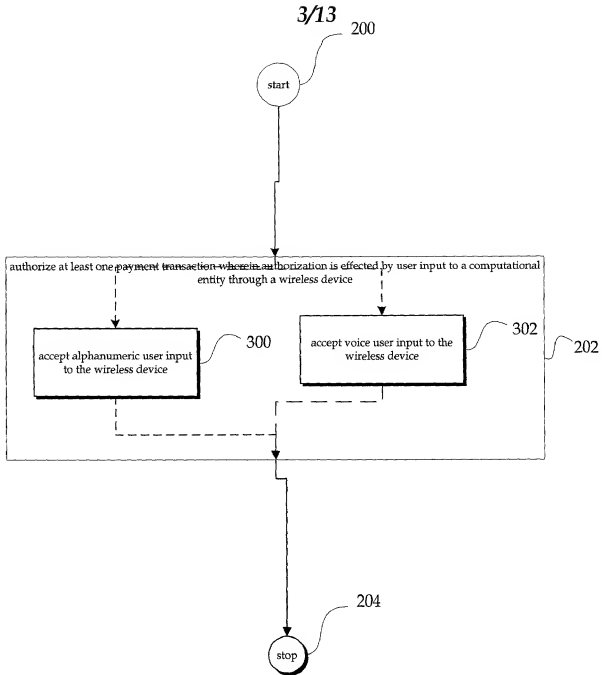 3/13
200
start
authorize at least one payment transaction wherein authorization is effected by user input to a computational
entity through a wireless device
accept alphanumeric user input
to the wireless device
300
accept voice user input to the
wireless device
302
202
204
stop